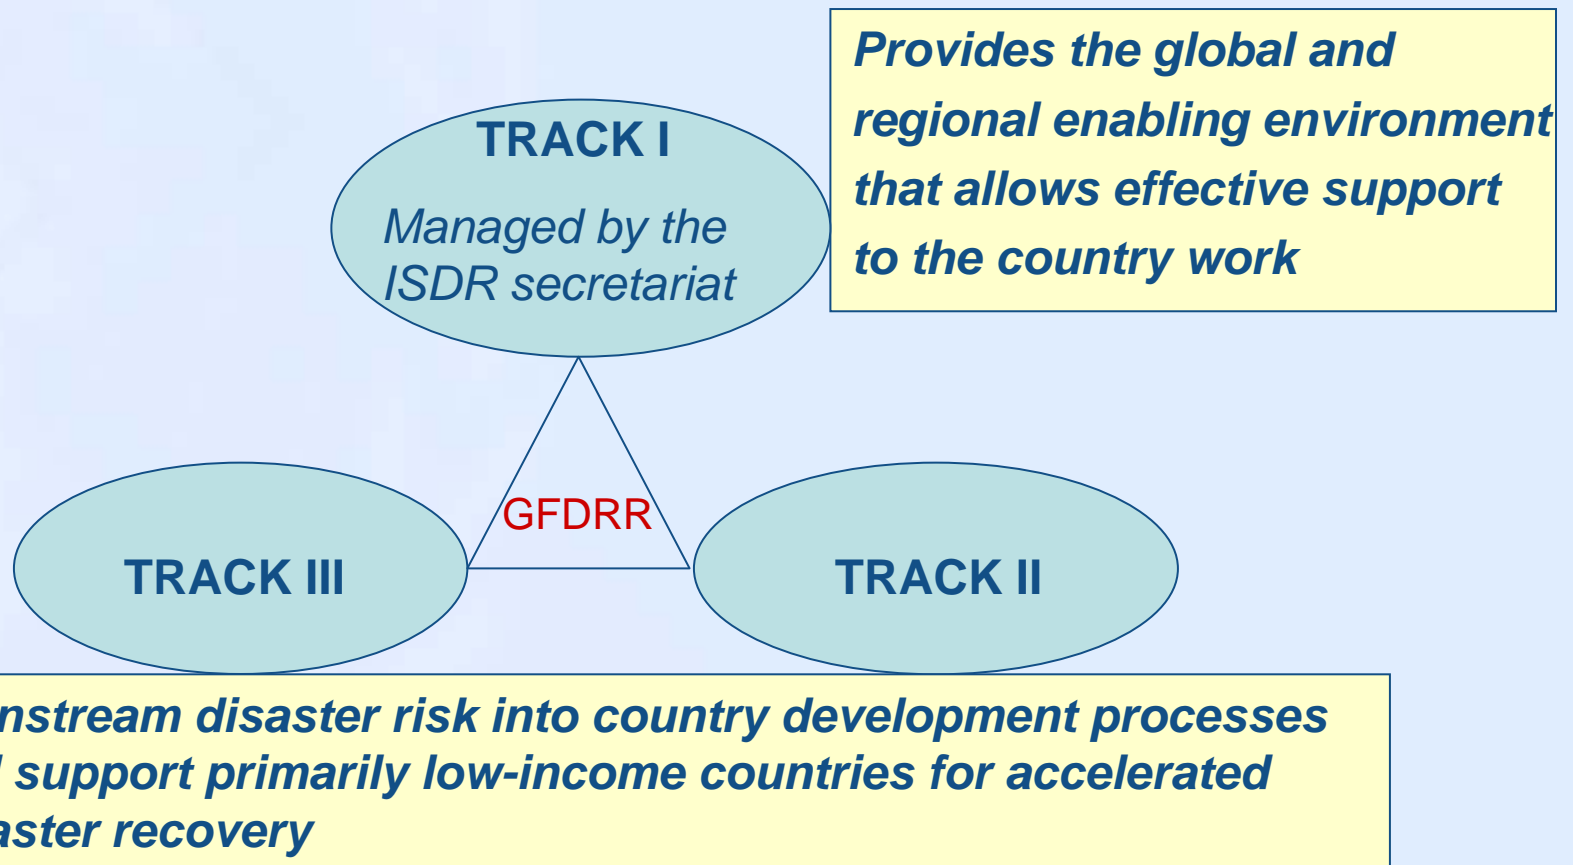 Provides the global and
regional enabling environment
that allows effective support
to the country work
TRACK I
Managed by the
ISDR secretariat
GFDRR
TRACK III
TRACK II
disaster risk into country development processes
support primarily low-income countries for accelerated
recovery